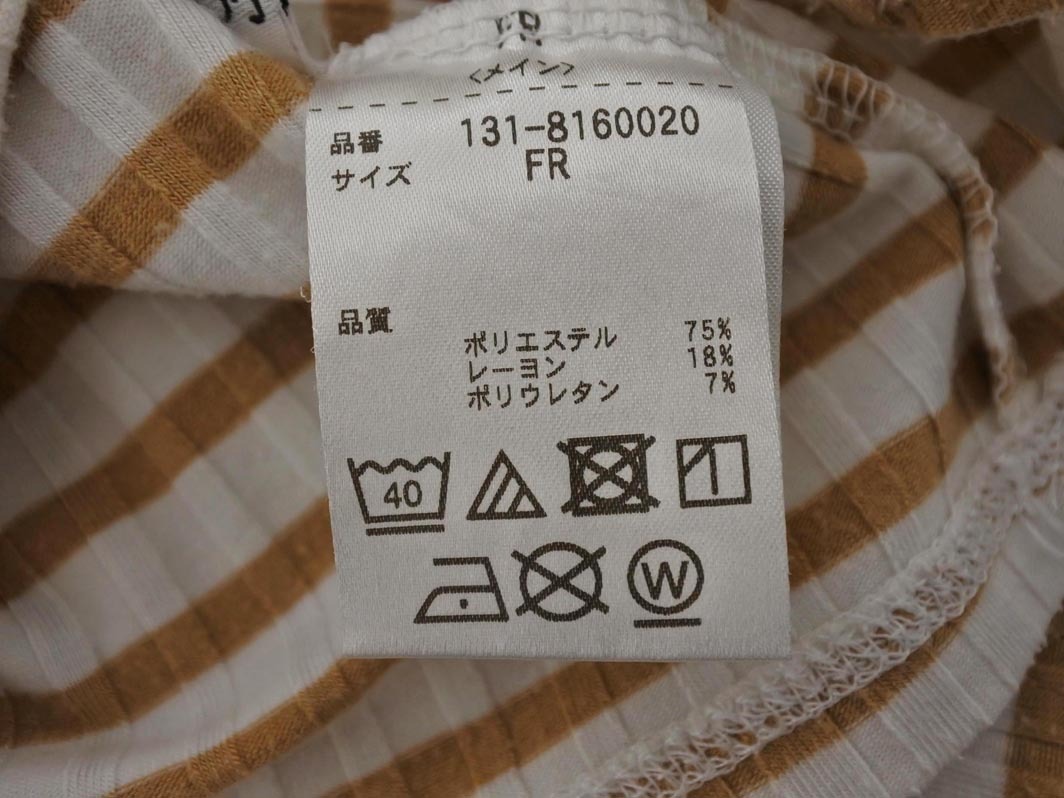 <メイン>
品番 131-8160020
サイズ FR
品質
ポリエステル 75%
レーヨン 18%
ポリウレタン 7%
40
W